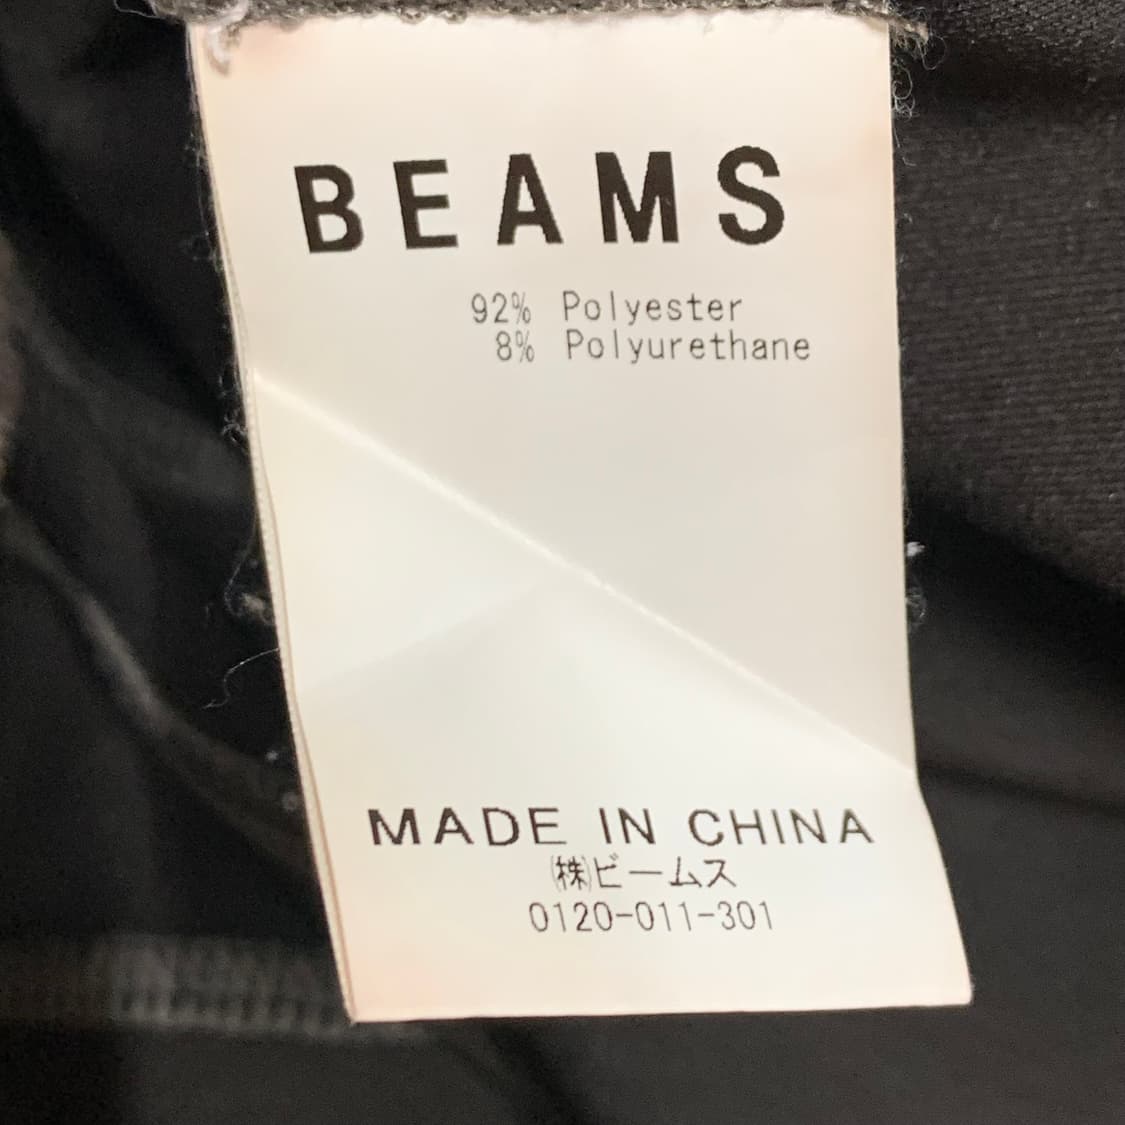 BEAMS
92% Polyester
8% Polyurethane
MADE IN CHINA
㈱ビームス
0120-011-301